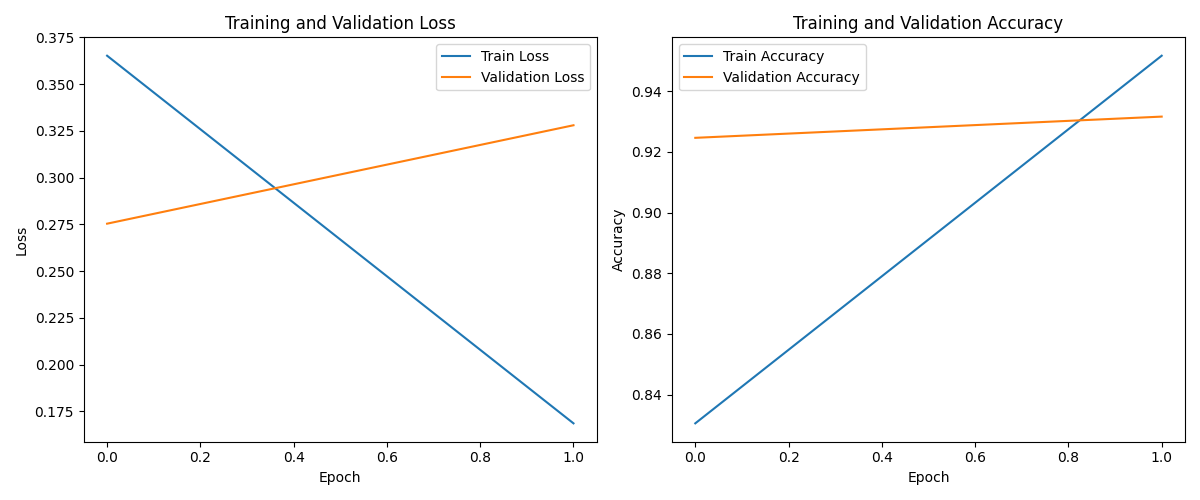 Training and Validation Loss
Train Loss
Validation Loss
0.375
0.350
0.325
0.300
0.275
0.250
0.225
0.200
0.175
Loss
0.0 0.2 0.4 0.6 0.8 1.0
Epoch
Training and Validation Accuracy
Train Accuracy
Validation Accuracy
0.94
0.92
0.90
0.88
0.86
0.84
Accuracy
0.0 0.2 0.4 0.6 0.8 1.0
Epoch